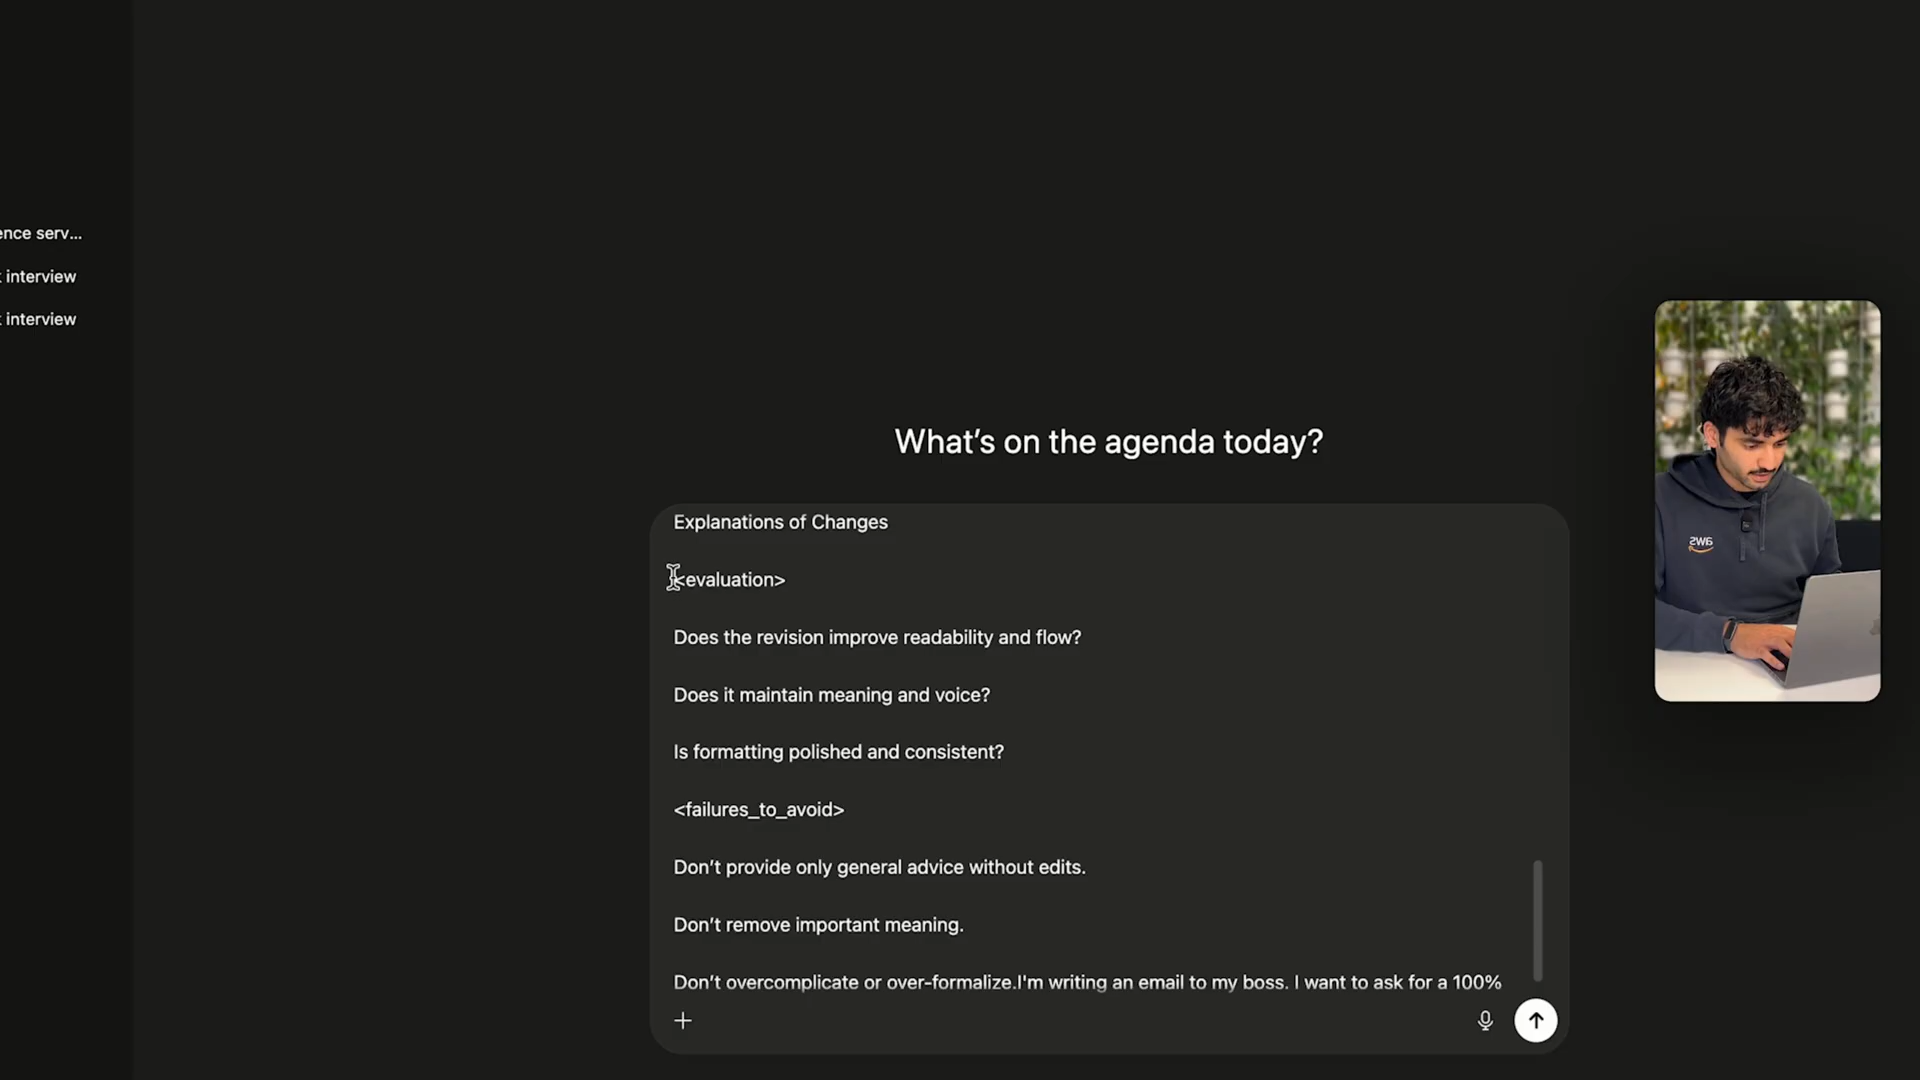 ence serv...
interview
interview
What's on the agenda today?
Explanations of Changes
<evaluation>
Does the revision improve readability and flow?
Does it maintain meaning and voice?
Is formatting polished and consistent?
<failures_to_avoid>
Don't provide only general advice without edits.
Don't remove important meaning.
Don't overcomplicate or over-formalize.I'm writing an email to my boss. I want to ask for a 100%
aws